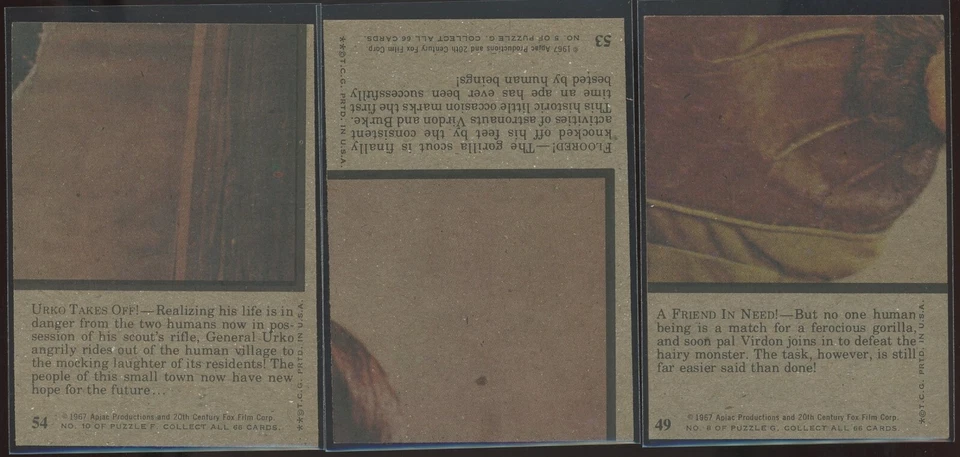 URKO TAKES OFF!—Realizing his life is in
danger from the two humans now in pos-
session of his scout's rifle, General Urko
angrily rides out of the human village to
the mocking laughter of its residents! The
people of this small town now have new
hope for the future...
54
© 1967 Apjac Productions and 20th Century Fox Film Corp.
NO. 10 OF PUZZLE F. COLLECT ALL 66 CARDS.
**©T.C.G. PRTD. IN U.S.A.
FLOORED!—The gorilla scout is finally
knocked off his feet by the consistent
activities of astronauts Virdon and Burke.
This historic little occasion marks the first
time an ape has ever been successfully
bested by human beings!
53
© 1967 Apjac Productions and 20th Century Fox Film Corp.
NO. 5 OF PUZZLE G. COLLECT ALL 66 CARDS.
**©T.C.G. PRTD. IN U.S.A.
A FRIEND IN NEED!—But no one human
being is a match for a ferocious gorilla,
and soon pal Virdon joins in to defeat the
hairy monster. The task, however, is still
far easier said than done!
49
© 1967 Apjac Productions and 20th Century Fox Film Corp.
NO. 6 OF PUZZLE G. COLLECT ALL 66 CARDS.
*©T.C.G. PRTD. IN U.S.A.